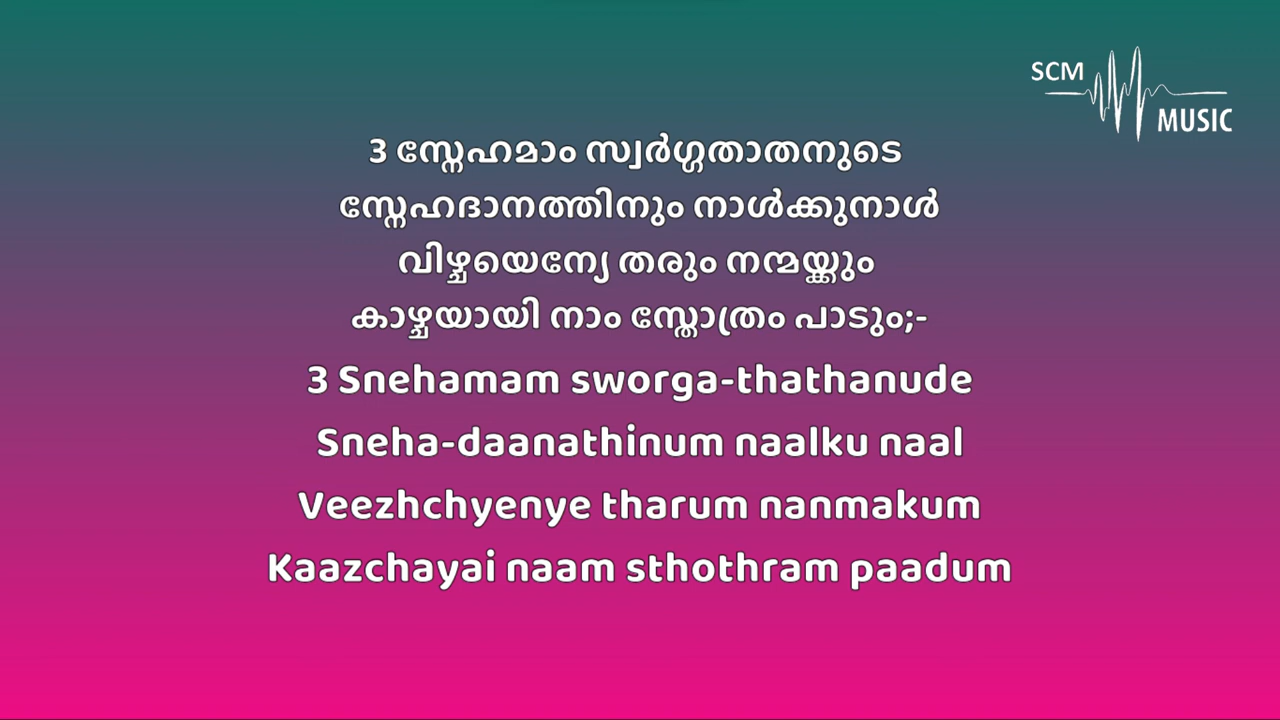 SCM
MUSIC
3 സ്നേഹമാം സ്വർഗ്ഗതാതനുടെ
സ്നേഹദാനത്തിനും നാൾക്കുനാൾ
വിഴ്ചയെന്യേ തരും നന്മയ്ക്കും
കാഴ്ചയായി നാം സ്തോത്രം പാടും;-
3 Snehamam sworga-thathanude
Sneha-daanathinum naalku naal
Veezhchyenye tharum nanmakum
Kaazchayai naam sthothram paadum